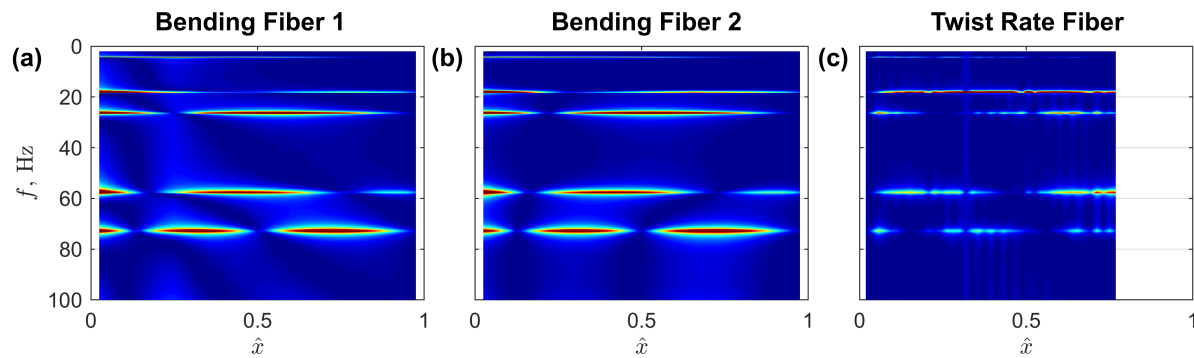 Bending Fiber 1 Bending Fiber 2 Twist Rate Fiber
(a) (b) (c)
0
20
40
60
80
100
f, Hz
0 0.5 1 0 0.5 1 0 0.5 1
x̂ x̂ x̂